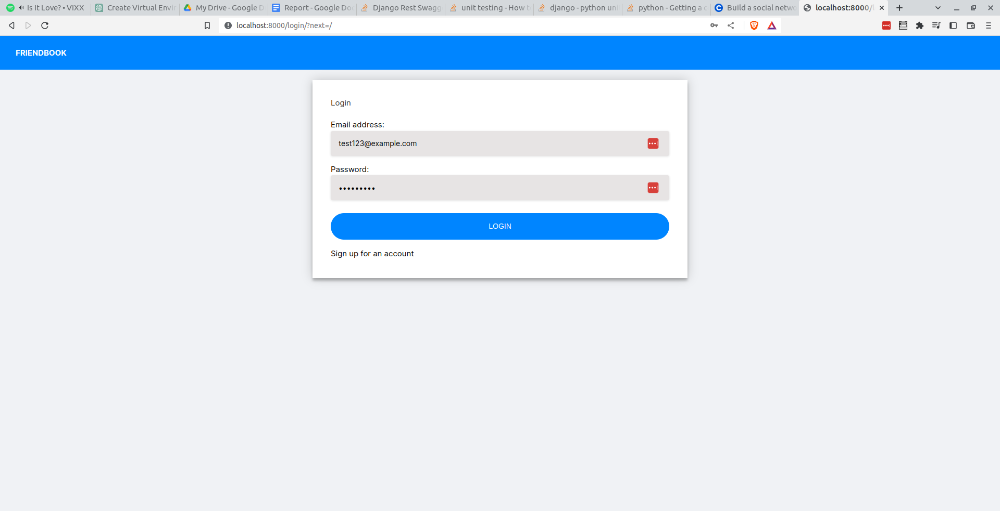 Is It Love? • VIXX
Create Virtual Envir
My Drive - Google D
Report - Google Doc
Django Rest Swagg
unit testing - How t
django - python uni
python - Getting a c
Build a social netwo
localhost:8000/l
localhost:8000/login/?next=/
FRIENDBOOK
Login
Email address:
test123@example.com
Password:
•••••••••
LOGIN
Sign up for an account